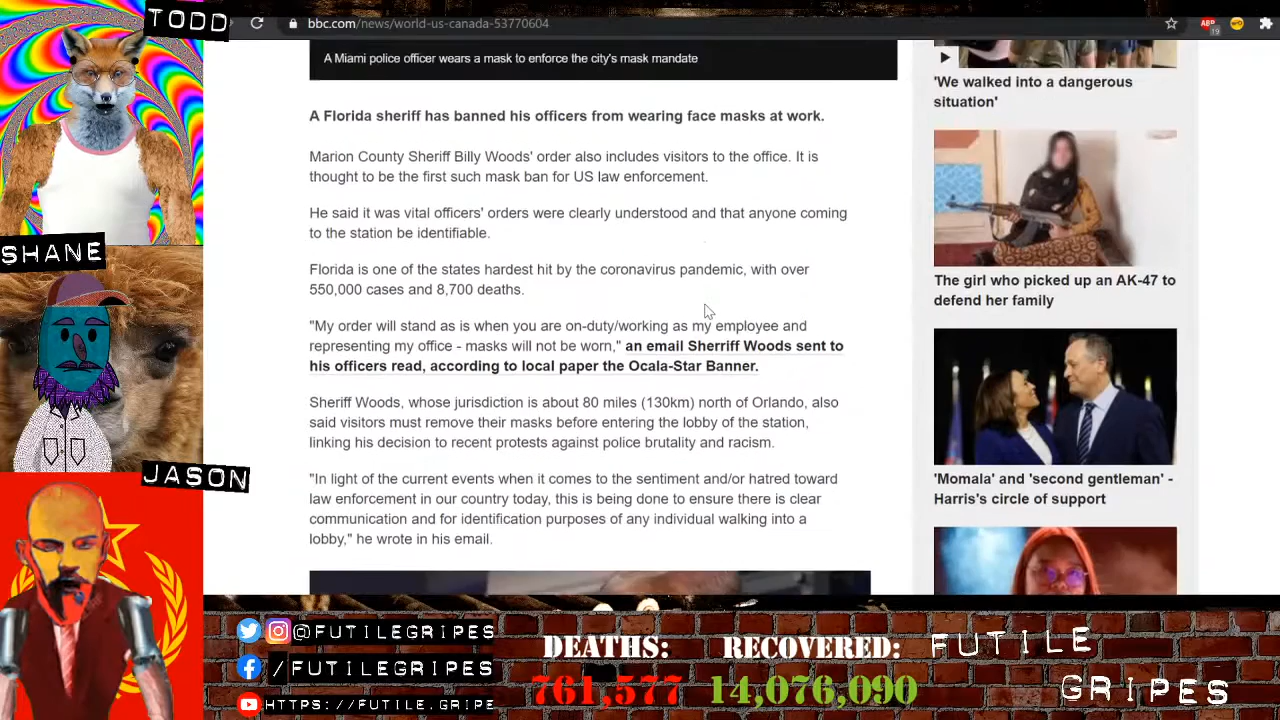 TODD
bbc.com/news/world-us-canada-53770604
ABP
19
A Miami police officer wears a mask to enforce the city's mask mandate
'We walked into a dangerous
situation'
A Florida sheriff has banned his officers from wearing face masks at work.
Marion County Sheriff Billy Woods' order also includes visitors to the office. It is
thought to be the first such mask ban for US law enforcement.
He said it was vital officers' orders were clearly understood and that anyone coming
to the station be identifiable.
SHANE
Florida is one of the states hardest hit by the coronavirus pandemic, with over
550,000 cases and 8,700 deaths.
The girl who picked up an AK-47 to
defend her family
"My order will stand as is when you are on-duty/working as my employee and
representing my office - masks will not be worn," an email Sherriff Woods sent to
his officers read, according to local paper the Ocala-Star Banner.
Sheriff Woods, whose jurisdiction is about 80 miles (130km) north of Orlando, also
said visitors must remove their masks before entering the lobby of the station,
linking his decision to recent protests against police brutality and racism.
'Momala' and 'second gentleman' -
Harris's circle of support
JASON
"In light of the current events when it comes to the sentiment and/or hatred toward
law enforcement in our country today, this is being done to ensure there is clear
communication and for identification purposes of any individual walking into a
lobby," he wrote in his email.
@FUTILEGRIPES
/FUTILEGRIPES
HTTPS://FUTILE.GRIPE
DEATHS:
761,577
RECOVERED:
14,076,090
FUTILE
GRIPES